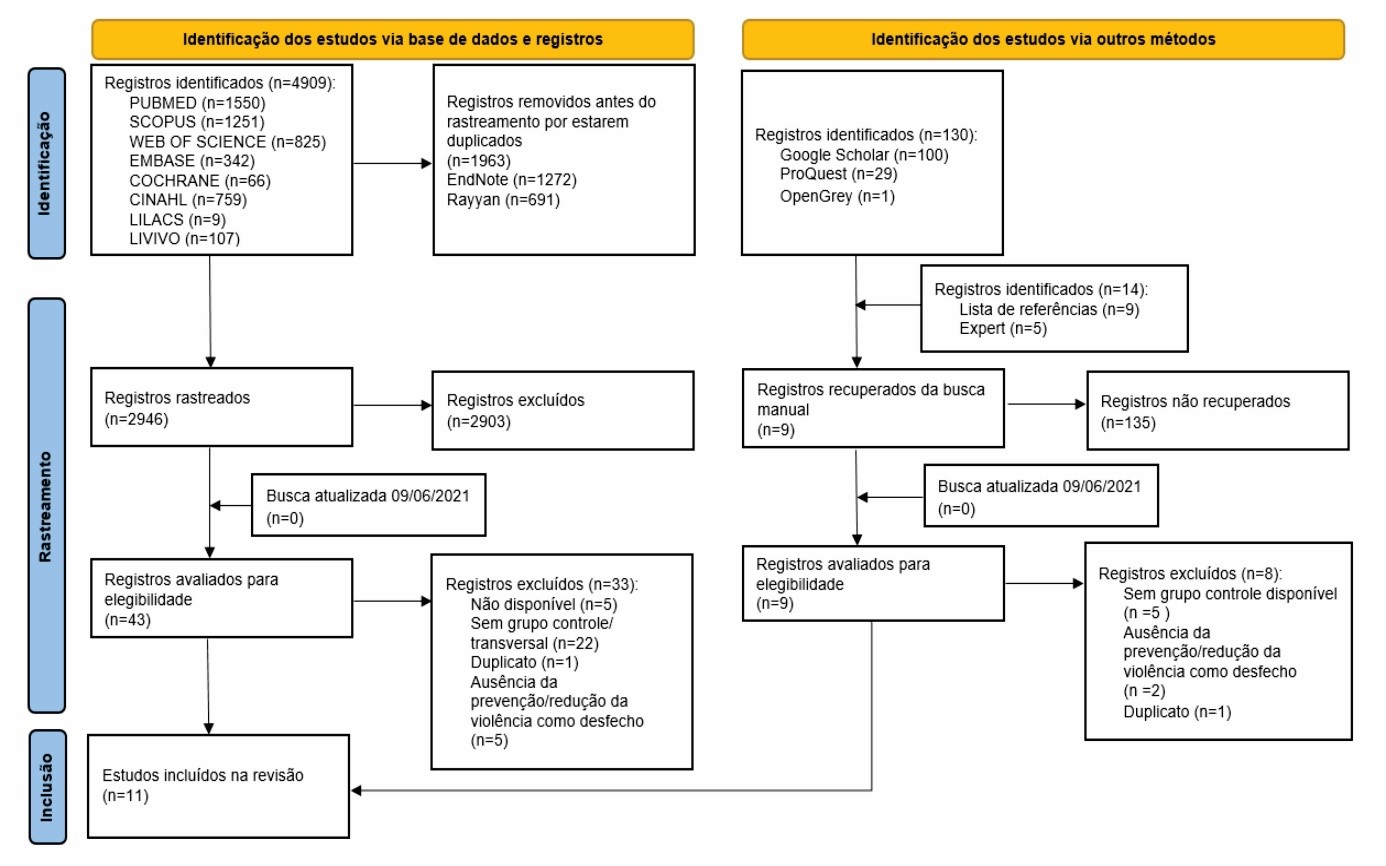 Identificação dos estudos via base de dados e registros
Identificação dos estudos via outros métodos
Identificação
Registros identificados (n=4909):
PUBMED (n=1550)
SCOPUS (n=1251)
WEB OF SCIENCE (n=825)
EMBASE (n=342)
COCHRANE (n=66)
CINAHL (n=759)
LILACS (n=9)
LIVIVO (n=107)
Registros removidos antes do
rastreamento por estarem
duplicados
(n=1963)
EndNote (n=1272)
Rayyan (n=691)
Registros identificados (n=130):
Google Scholar (n=100)
ProQuest (n=29)
OpenGrey (n=1)
Registros identificados (n=14):
Lista de referências (n=9)
Expert (n=5)
Rastreamento
Registros rastreados
(n=2946)
Registros excluídos
(n=2903)
Registros recuperados da busca
manual
(n=9)
Registros não recuperados
(n=135)
Busca atualizada 09/06/2021
(n=0)
Busca atualizada 09/06/2021
(n=0)
Registros avaliados para
elegibilidade
(n=43)
Registros excluídos (n=33):
Não disponível (n=5)
Sem grupo controle/
transversal (n=22)
Duplicato (n=1)
Ausência da
prevenção/redução da
violência como desfecho
(n=5)
Registros avaliados para
elegibilidade
(n=9)
Registros excluídos (n=8):
Sem grupo controle disponível
(n =5 )
Ausência da
prevenção/redução da
violência como desfecho
(n =2)
Duplicato (n=1)
Inclusão
Estudos incluídos na revisão
(n=11)